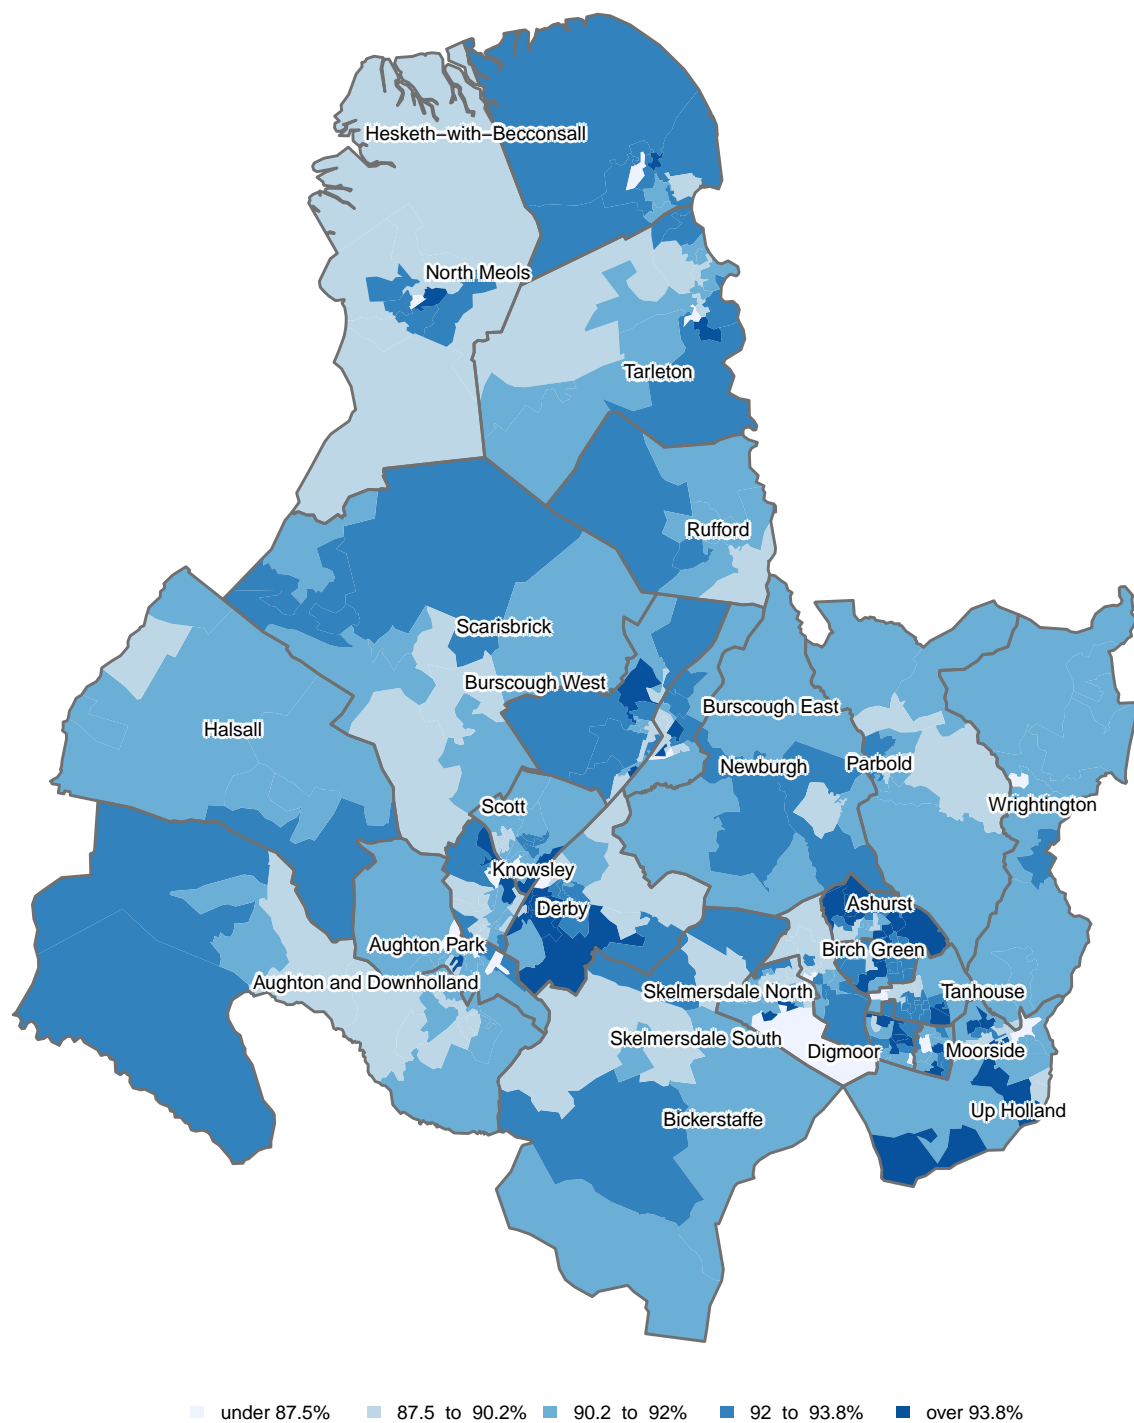 Hesketh−with−Becconsall
North Meols
Tarleton
Rufford
Scarisbrick
Burscough West
Burscough East
Halsall
Newburgh
Parbold
Wrightington
Scott
Knowsley
Derby
Ashurst
Aughton Park
Birch Green
Aughton and Downholland
Skelmersdale North
Tanhouse
Skelmersdale South
Digmoor
Moorside
Up Holland
Bickerstaffe
under 87.5% 87.5 to 90.2% 90.2 to 92% 92 to 93.8% over 93.8%